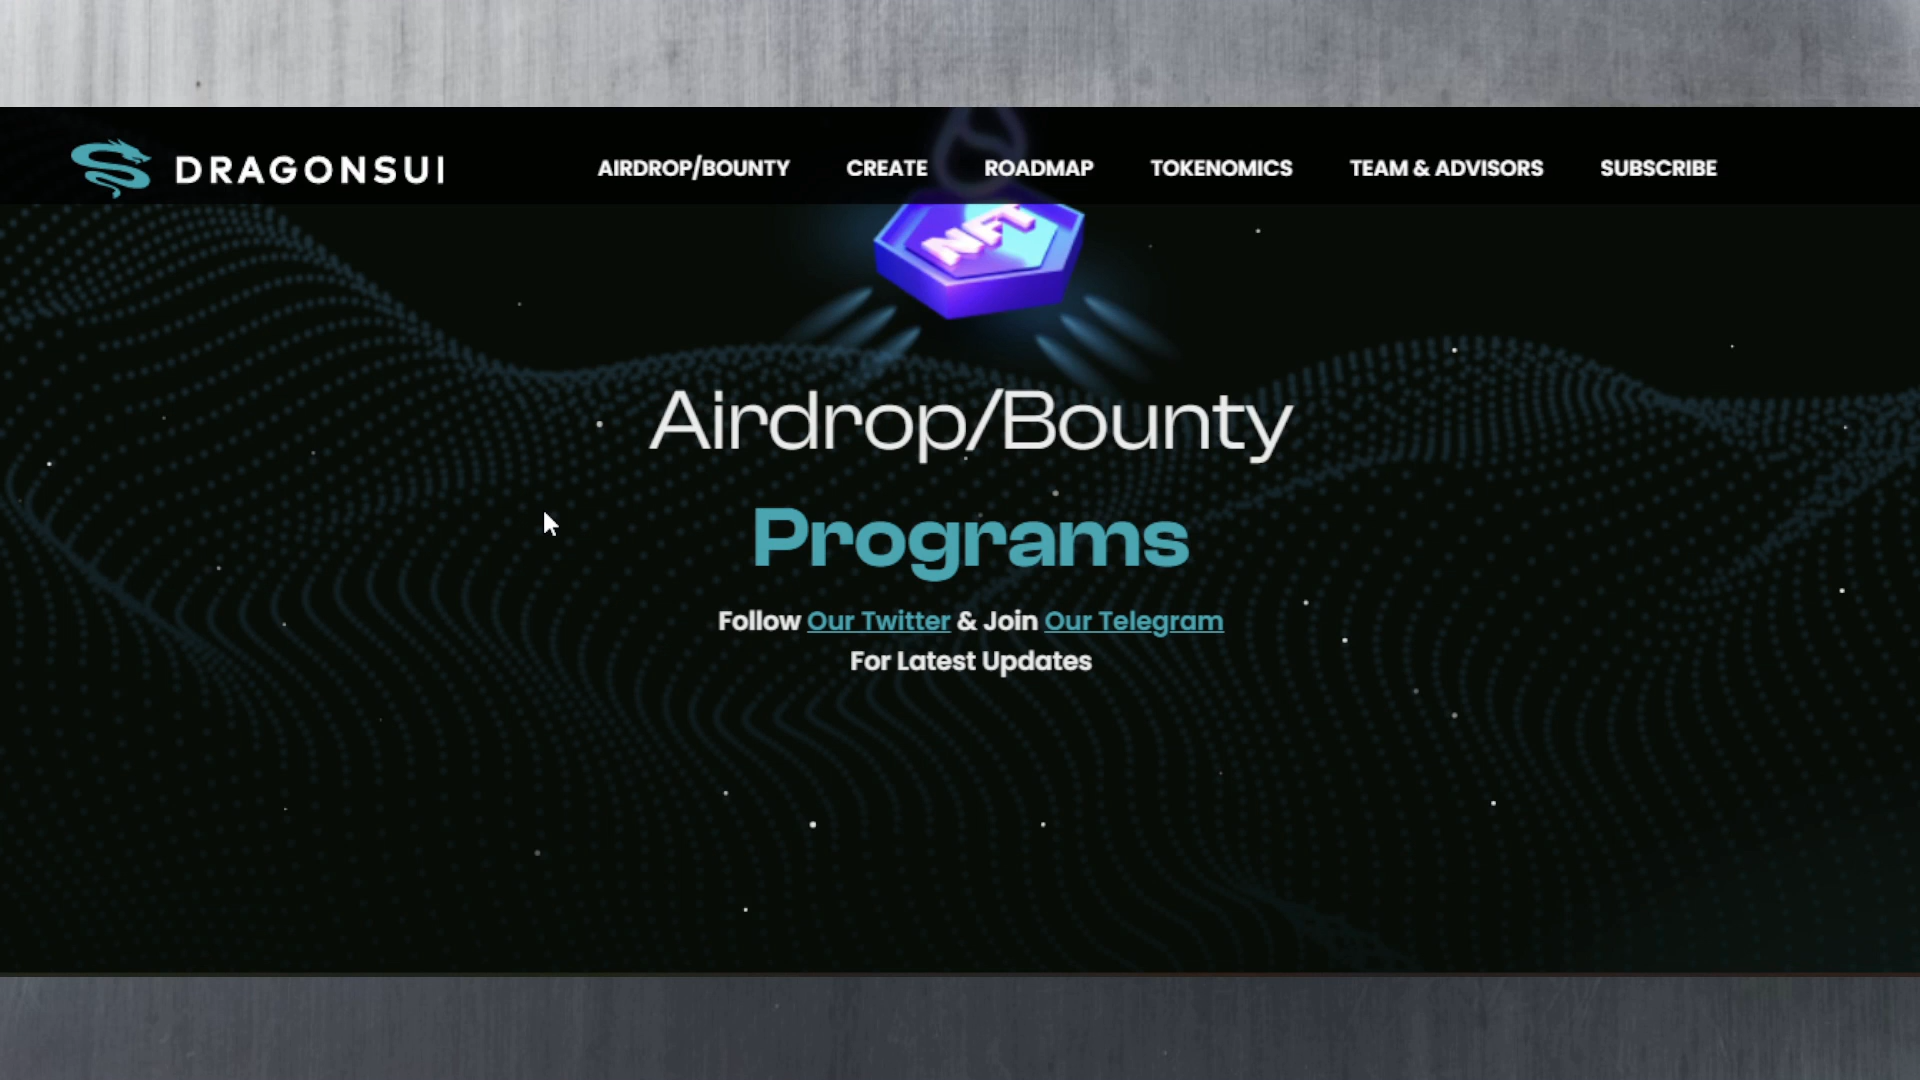 DRAGONSUI
AIRDROP/BOUNTY CREATE ROADMAP TOKENOMICS TEAM & ADVISORS SUBSCRIBE
NFT
Airdrop/Bounty
Programs
Follow Our Twitter & Join Our Telegram
For Latest Updates